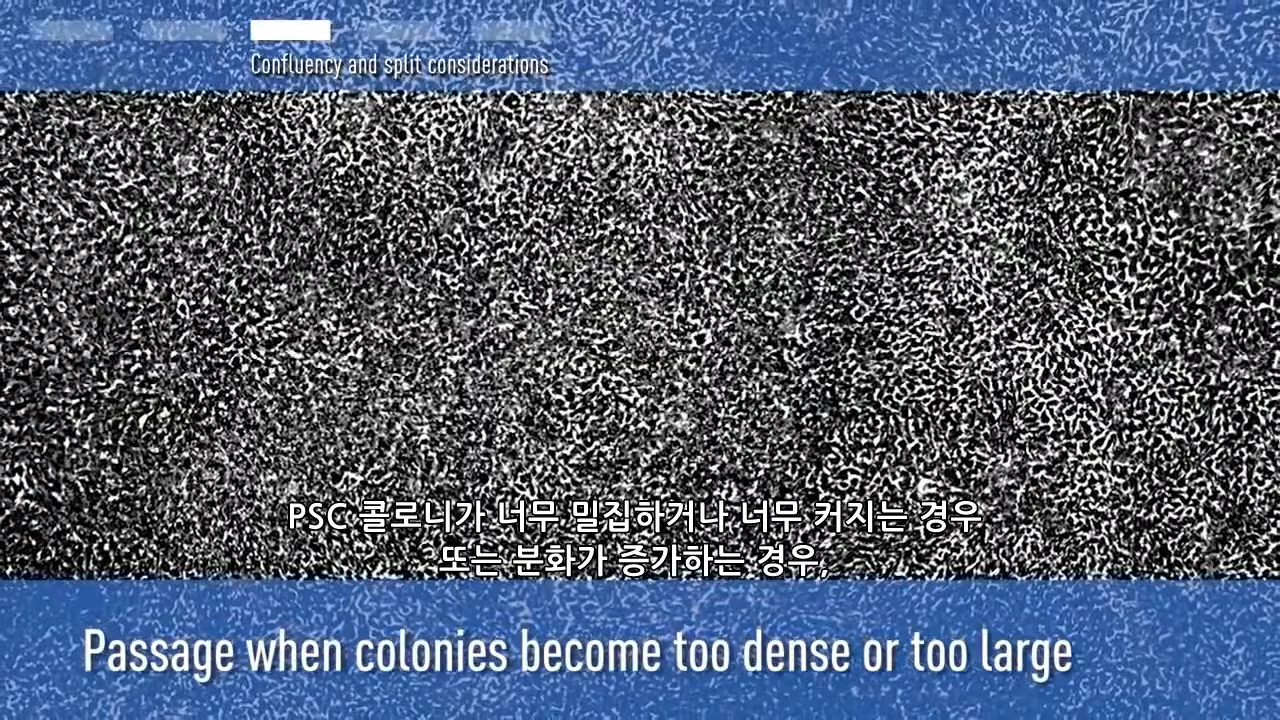 Confluency and split considerations
PSC 콜로니가 너무 밀집하거나 너무 커지는 경우
또는 분화가 증가하는 경우,
Passage when colonies become too dense or too large